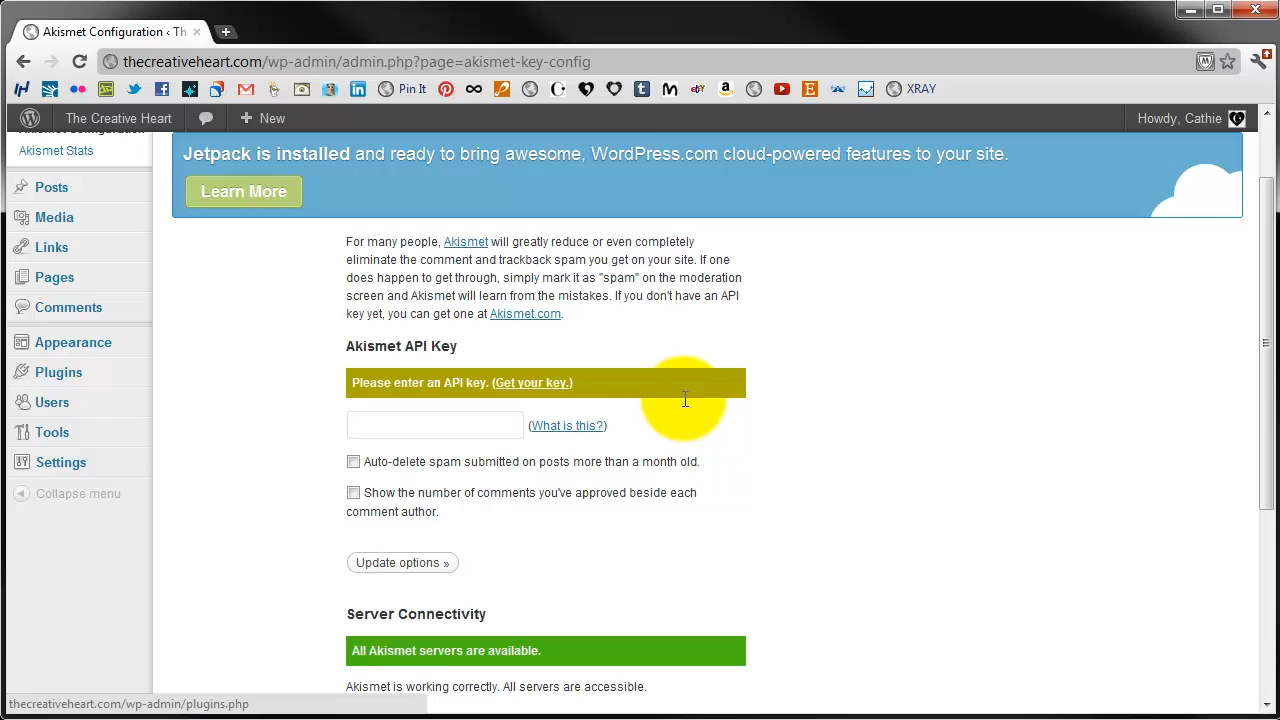 Akismet Configuration ‹ Th
thecreativeheart.com/wp-admin/admin.php?page=akismet-key-config
Pin It
XRAY
The Creative Heart
New
Howdy, Cathie
Akismet Stats
Posts
Media
Links
Pages
Comments
Appearance
Plugins
Users
Tools
Settings
Collapse menu
Jetpack is installed and ready to bring awesome, WordPress.com cloud-powered features to your site.
Learn More
For many people, Akismet will greatly reduce or even completely
eliminate the comment and trackback spam you get on your site. If one
does happen to get through, simply mark it as "spam" on the moderation
screen and Akismet will learn from the mistakes. If you don't have an API
key yet, you can get one at Akismet.com.
Akismet API Key
Please enter an API key. (Get your key.)
(What is this?)
Auto-delete spam submitted on posts more than a month old.
Show the number of comments you've approved beside each
comment author.
Update options »
Server Connectivity
All Akismet servers are available.
Akismet is working correctly. All servers are accessible.
thecreativeheart.com/wp-admin/plugins.php